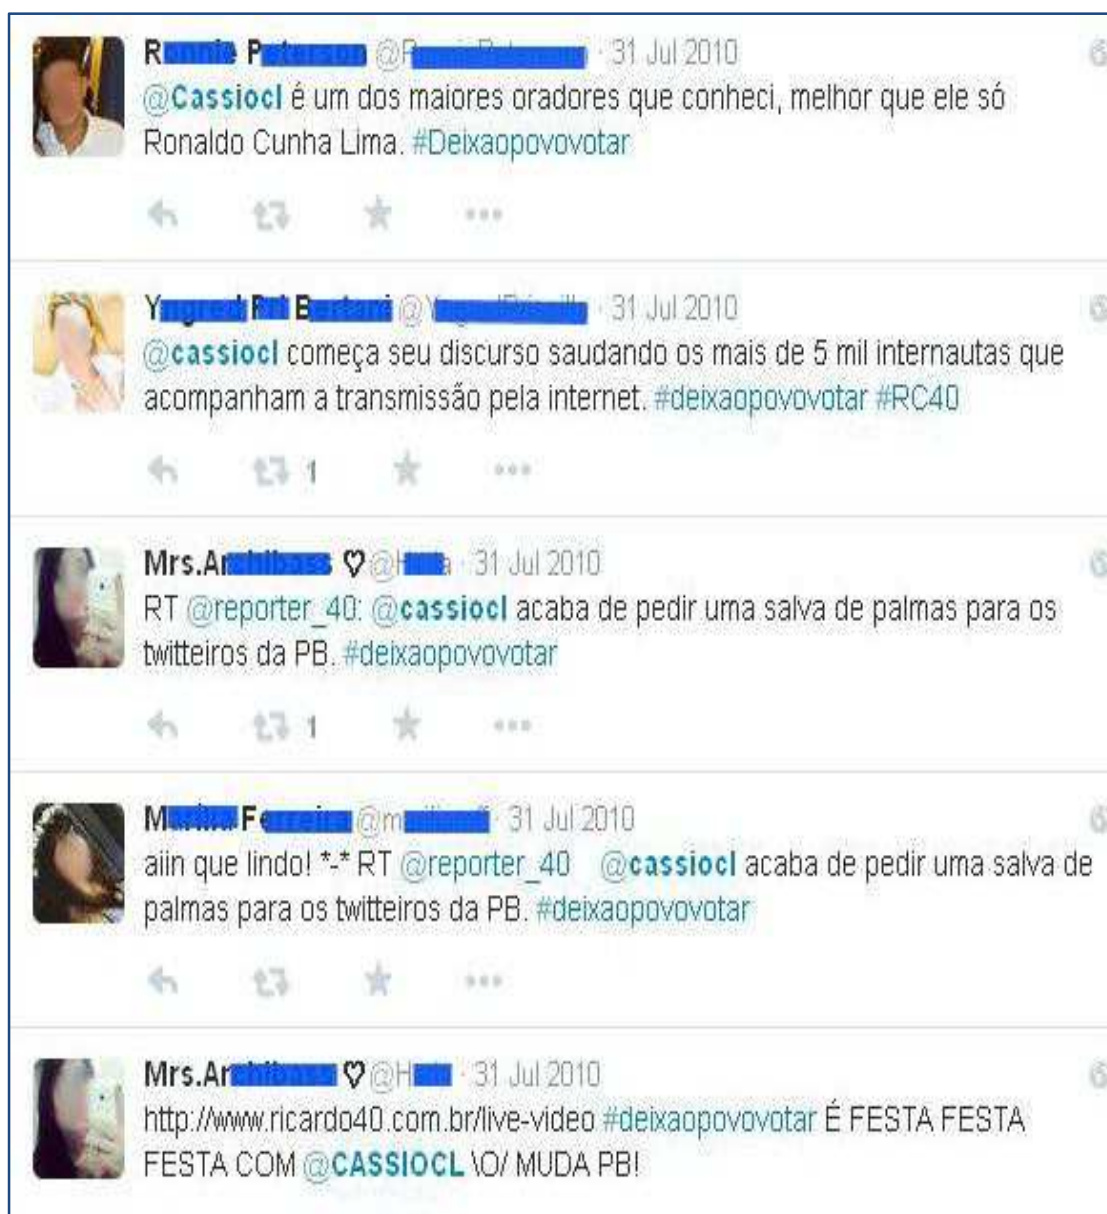 · 31 Jul 2010
@Cassiocl é um dos maiores oradores que conheci, melhor que ele só
Ronaldo Cunha Lima. #Deixaopovovotar
· 31 Jul 2010
@cassiocl começa seu discurso saudando os mais de 5 mil internautas que
acompanham a transmissão pela internet. #deixaopovovotar #RC40
1
Mrs. ♡ · 31 Jul 2010
RT @reporter_40: @cassiocl acaba de pedir uma salva de palmas para os
twitteiros da PB. #deixaopovovotar
1
· 31 Jul 2010
aiin que lindo! *-* RT @reporter_40 @cassiocl acaba de pedir uma salva de
palmas para os twitteiros da PB. #deixaopovovotar
Mrs. ♡ · 31 Jul 2010
http://www.ricardo40.com.br/live-video #deixaopovovotar É FESTA FESTA
FESTA COM @CASSIOCL \O/ MUDA PB!